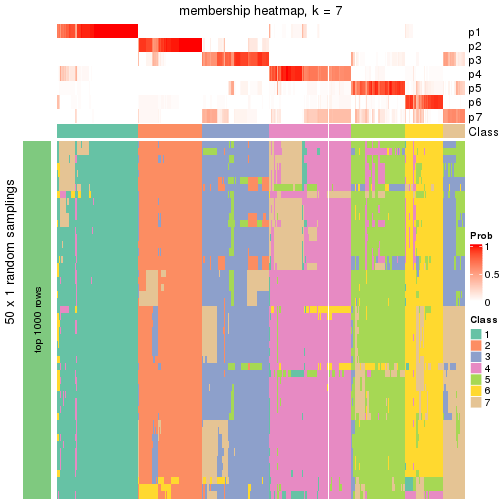 membership heatmap, k = 7
p1
p2
p3
p4
p5
p6
p7
Class
50 x 1 random samplings
top 1000 rows
Prob
1
0.5
0
Class
1
2
3
4
5
6
7